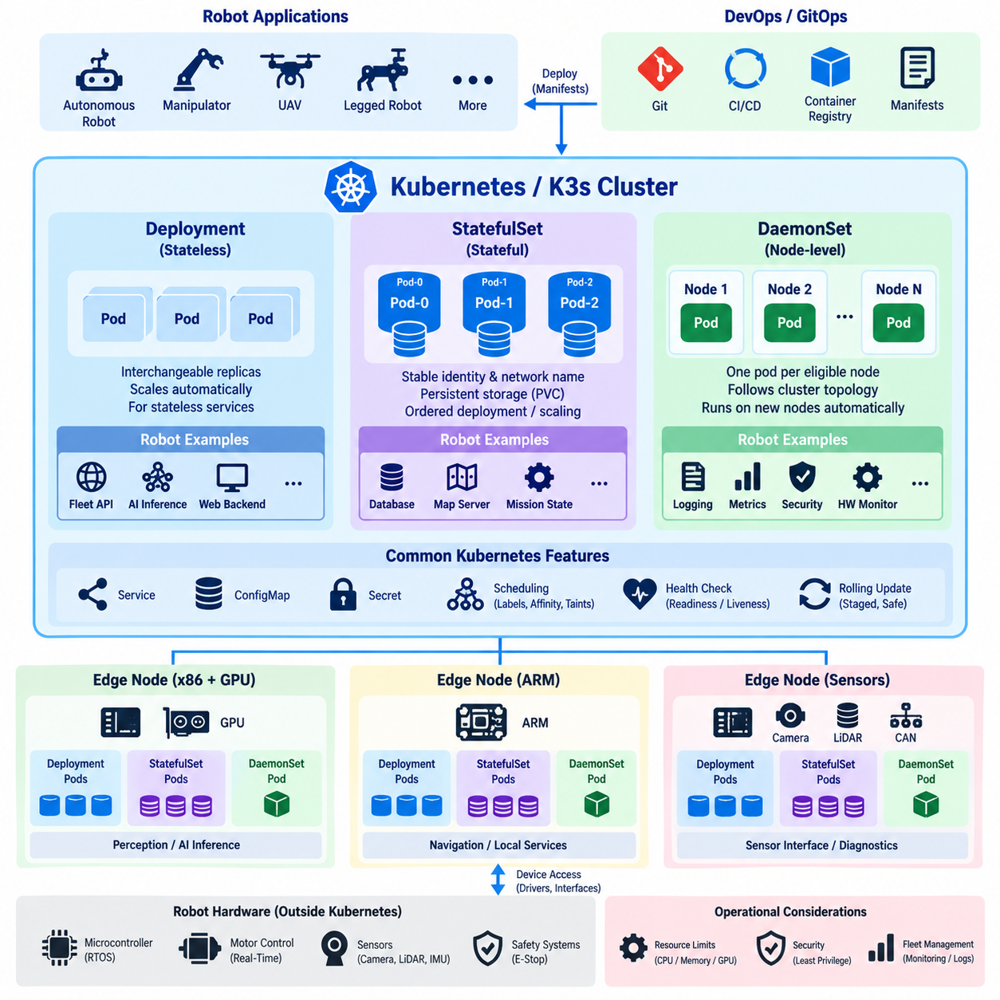 Robot Applications
DevOps / GitOps
Autonomous
Robot
Manipulator
UAV
Legged Robot
More
Deploy
(Manifests)
Git
CI/CD
Container
Registry
Manifests
Kubernetes / K3s Cluster
Deployment
(Stateless)
Pod
Pod
Pod
Interchangeable replicas
Scales automatically
For stateless services
Robot Examples
Fleet API
AI Inference
Web Backend
...
StatefulSet
(Stateful)
Pod-0
Pod-0
Pod-1
Pod-1
Pod-2
Pod-2
Stable identity & network name
Persistent storage (PVC)
Ordered deployment / scaling
Robot Examples
Database
Map Server
Mission State
...
DaemonSet
(Node-level)
Node 1
Pod
Node 2
Pod
...
Node N
Pod
One pod per eligible node
Follows cluster topology
Runs on new nodes automatically
Robot Examples
Logging
Metrics
Security
HW Monitor
...
Common Kubernetes Features
Service
ConfigMap
Secret
Scheduling
(Labels, Affinity, Taints)
Health Check
(Readiness / Liveness)
Rolling Update
(Staged, Safe)
Edge Node (x86 + GPU)
GPU
Deployment
Pods
StatefulSet
Pods
DaemonSet
Pod
Perception / AI Inference
Edge Node (ARM)
ARM
Deployment
Pods
StatefulSet
Pods
DaemonSet
Pod
Navigation / Local Services
Edge Node (Sensors)
Camera
LiDAR
CAN
Deployment
Pods
StatefulSet
Pods
DaemonSet
Pod
Sensor Interface / Diagnostics
Device Access
(Drivers, Interfaces)
Robot Hardware (Outside Kubernetes)
Microcontroller
(RTOS)
Motor Control
(Real-Time)
Sensors
(Camera, LiDAR, IMU)
Safety Systems
(E-Stop)
Operational Considerations
Resource Limits
(CPU / Memory / GPU)
Security
(Least Privilege)
Fleet Management
(Monitoring / Logs)